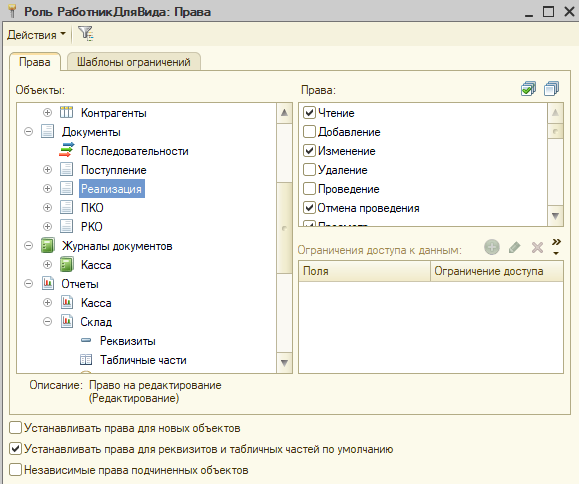 Роль РаботникДляВида: Права
Действия
Права
Шаблоны ограничений
Объекты:
Контрагенты
Документы
Последовательности
Поступление
Реализация
ПКО
РКО
Журналы документов
Касса
Отчеты
Касса
Склад
Реквизиты
Табличные части
Права:
Чтение
Добавление
Изменение
Удаление
Проведение
Отмена проведения
Просмотр
Ограничения доступа к данным:
Поля
Ограничение доступа
Описание: Право на редактирование
(Редактирование)
Устанавливать права для новых объектов
Устанавливать права для реквизитов и табличных частей по умолчанию
Независимые права подчиненных объектов